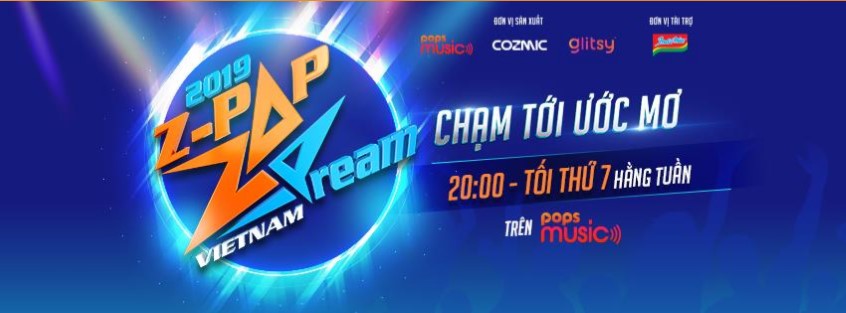 ĐƠN VỊ SẢN XUẤT
ĐƠN VỊ TÀI TRỢ
pops music
COZMIC
glitsy
Indomie
2019
Z-POP
Dream
VIETNAM
CHẠM TỚI ƯỚC MƠ
20:00 - TỐI THỨ 7 HẰNG TUẦN
TRÊN pops music